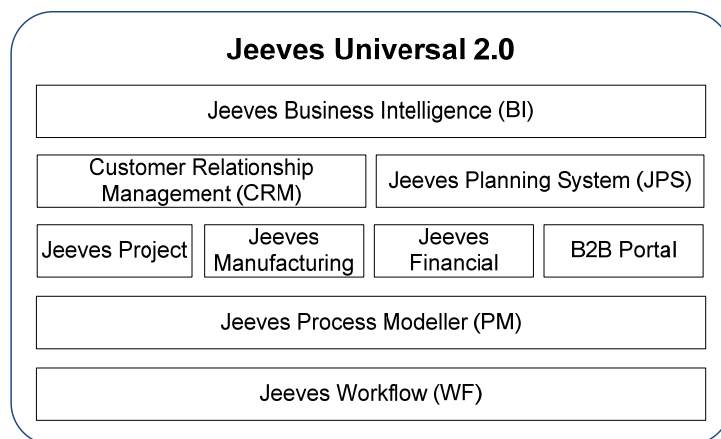 Jeeves Universal 2.0
Jeeves Business Intelligence (BI)
Customer Relationship
Management (CRM)
Jeeves Planning System (JPS)
Jeeves Project
Jeeves
Manufacturing
Jeeves
Financial
B2B Portal
Jeeves Process Modeller (PM)
Jeeves Workflow (WF)